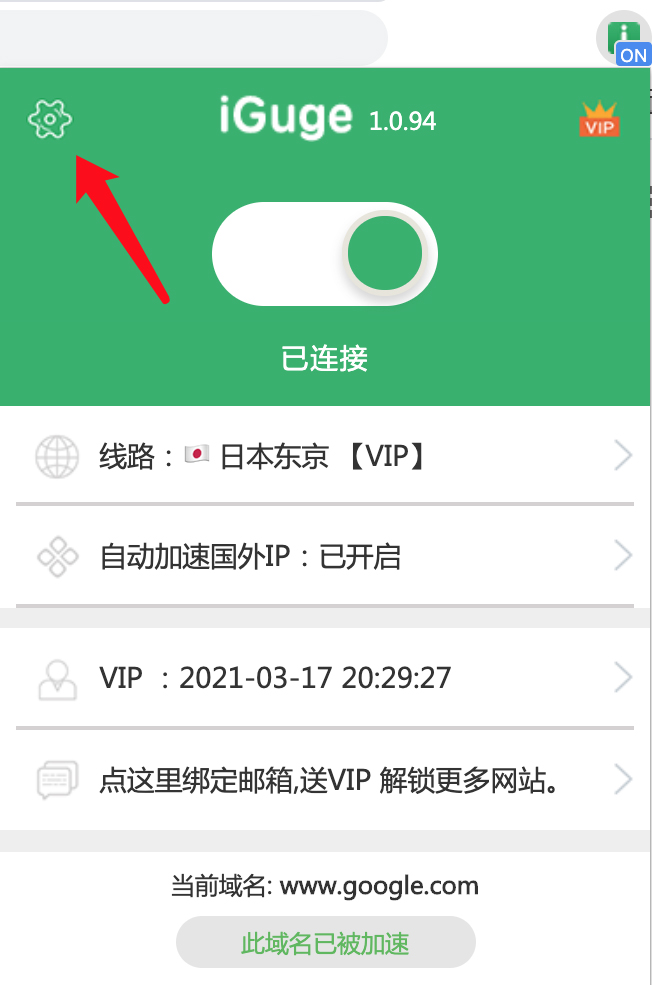 ON
iGuge 1.0.94
VIP
已连接
线路：🇯🇵 日本东京 【VIP】
自动加速国外IP：已开启
VIP ：2021-03-17 20:29:27
点这里绑定邮箱,送VIP 解锁更多网站。
当前域名: www.google.com
此域名已被加速